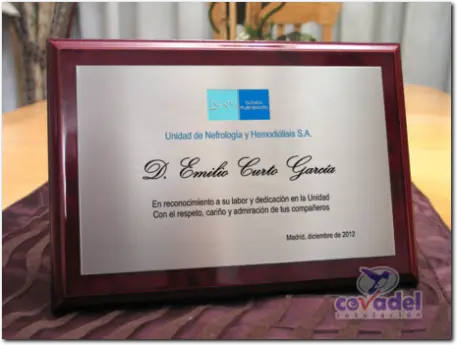 Unidad de Nefrología y Hemodiálisis S.A.
D. Emilio Curto García
En reconocimiento a su labor y dedicación en la Unidad
Con el respeto, cariño y admiración de tus compañeros
Madrid, diciembre de 2012
covadel
rotulación